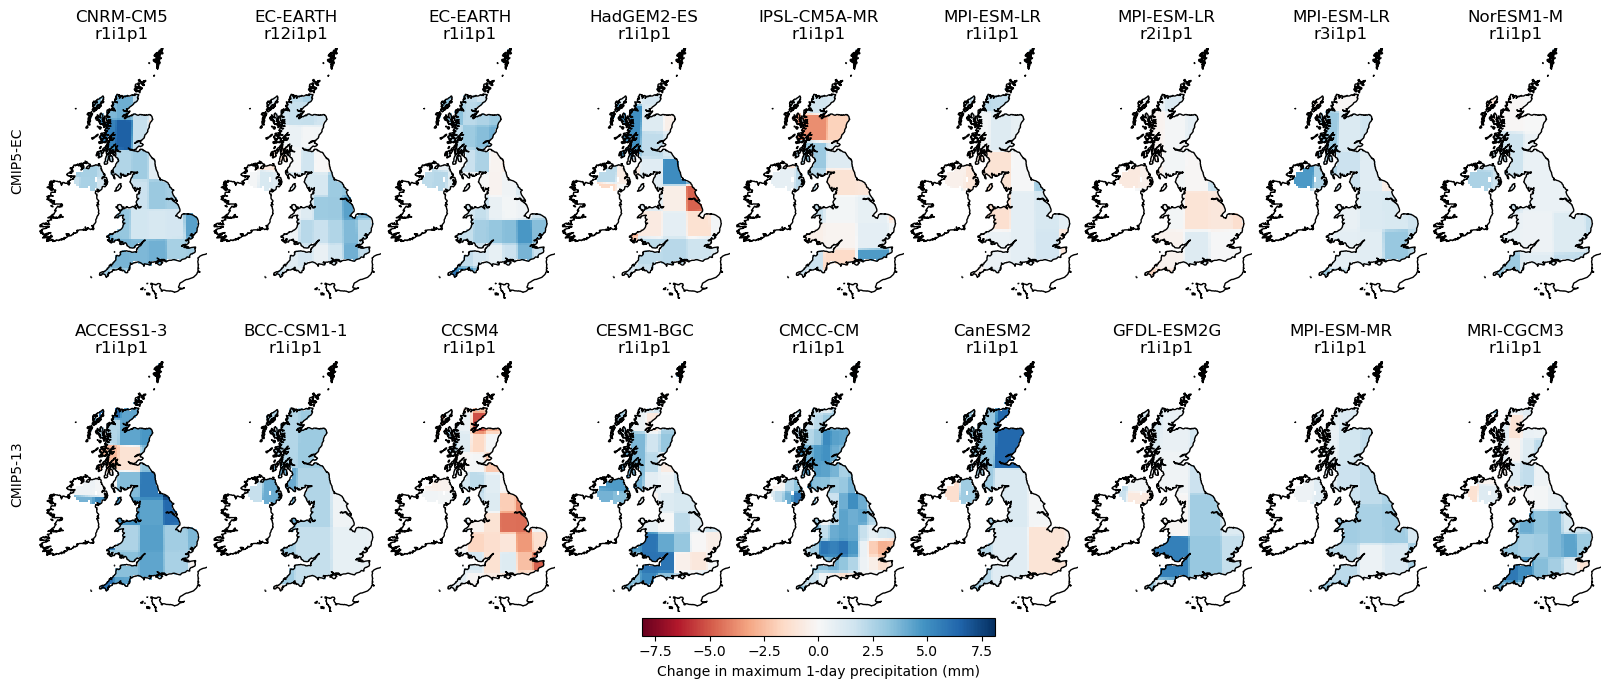 CNRM-CM5 EC-EARTH EC-EARTH HadGEM2-ES IPSL-CM5A-MR MPI-ESM-LR MPI-ESM-LR MPI-ESM-LR NorESM1-M
r1i1p1 r12i1p1 r1i1p1 r1i1p1 r1i1p1 r1i1p1 r2i1p1 r3i1p1 r1i1p1
CMIP5-EC
ACCESS1-3 BCC-CSM1-1 CCSM4 CESM1-BGC CMCC-CM CanESM2 GFDL-ESM2G MPI-ESM-MR MRI-CGCM3
r1i1p1 r1i1p1 r1i1p1 r1i1p1 r1i1p1 r1i1p1 r1i1p1 r1i1p1 r1i1p1
CMIP5-13
−7.5 −5.0 −2.5 0.0 2.5 5.0 7.5
Change in maximum 1-day precipitation (mm)